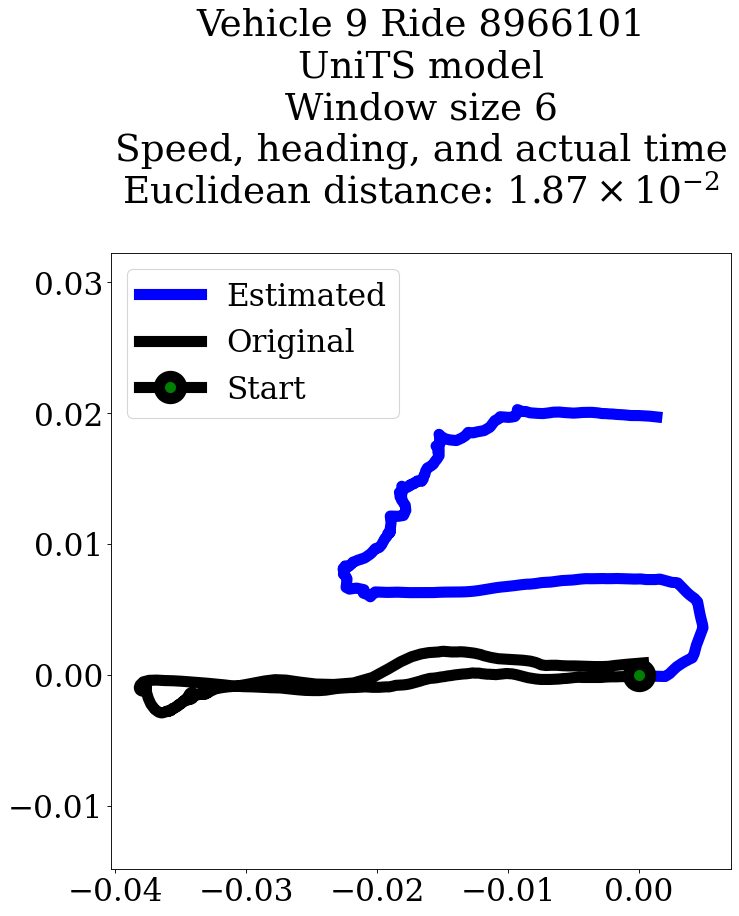 Vehicle 9 Ride 8966101
UniTS model
Window size 6
Speed, heading, and actual time
Euclidean distance: 1.87 × 10⁻²
Estimated
Original
Start
0.03
0.02
0.01
0.00
−0.01
−0.04 −0.03 −0.02 −0.01 0.00